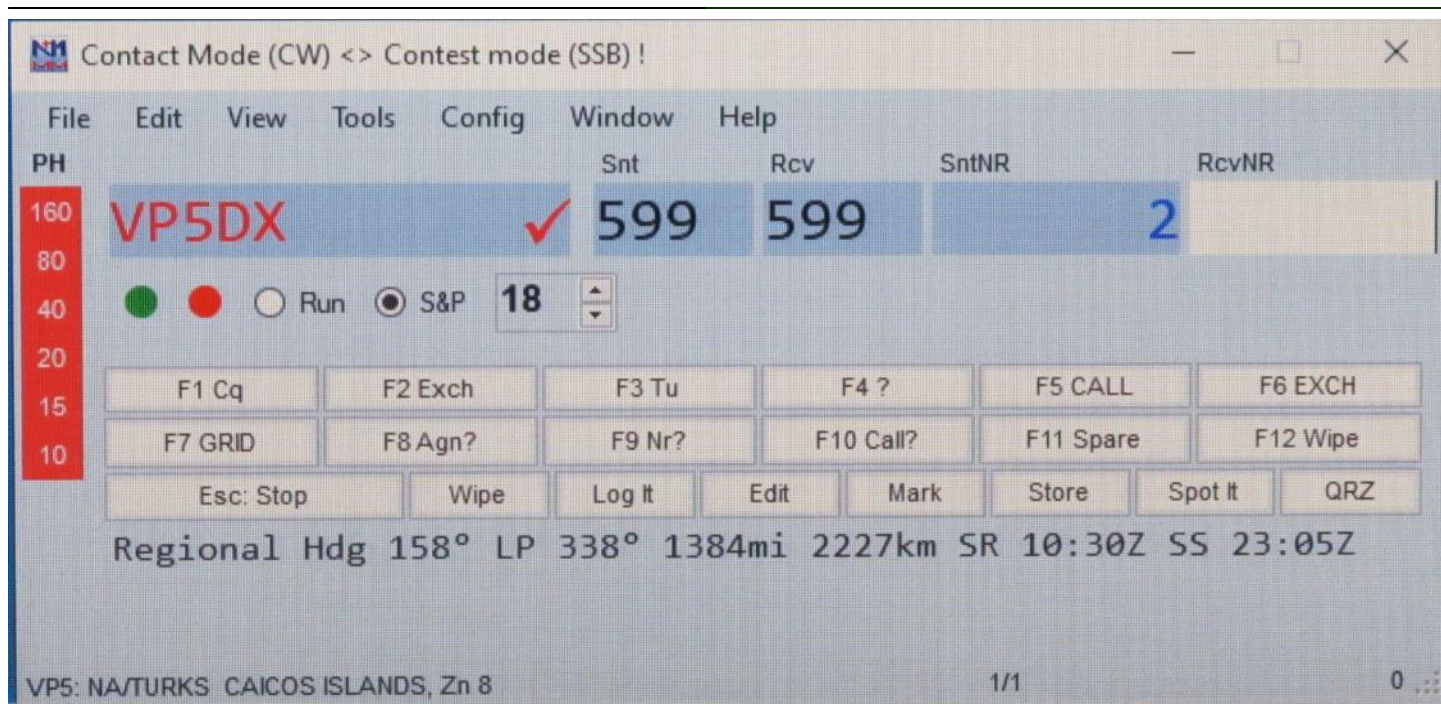 N1MM Contact Mode (CW) <> Contest mode (SSB) !
File Edit View Tools Config Window Help
PH Snt Rcv SntNR RcvNR
160 VP5DX 599 599 2
80
40 Run S&P 18
20
F1 Cq F2 Exch F3 Tu F4 ? F5 CALL F6 EXCH
15
F7 GRID F8 Agn? F9 Nr? F10 Call? F11 Spare F12 Wipe
10
Esc: Stop Wipe Log It Edit Mark Store Spot It QRZ
Regional Hdg 158° LP 338° 1384mi 2227km SR 10:30Z SS 23:05Z
VP5: NA/TURKS CAICOS ISLANDS, Zn 8 1/1 0